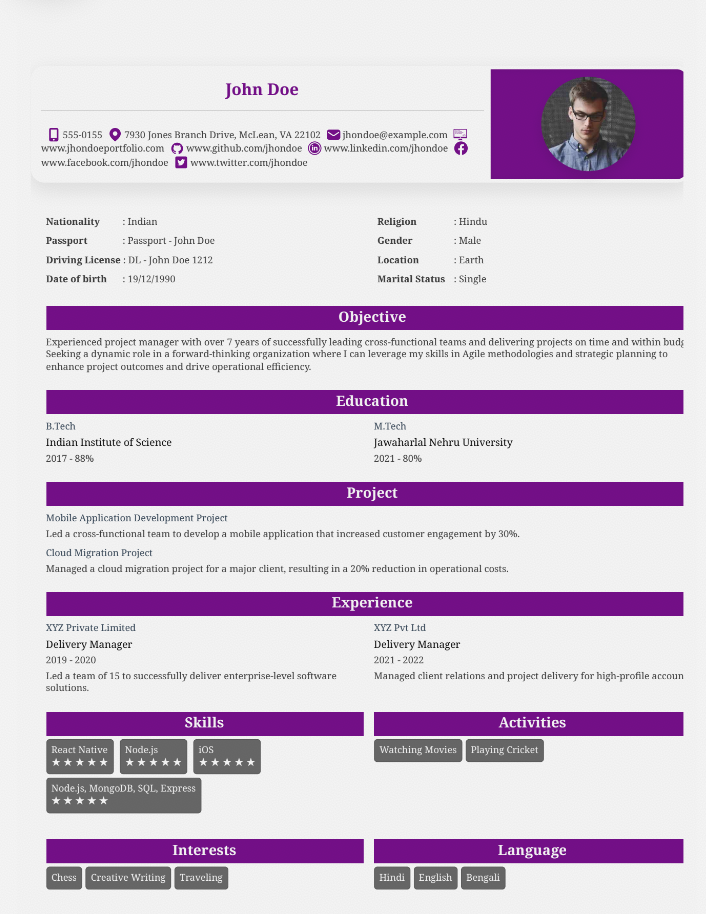 John Doe
555-0155 7930 Jones Branch Drive, McLean, VA 22102 jhondoe@example.com
www.jhondoeportfolio.com www.github.com/jhondoe www.linkedin.com/jhondoe
www.facebook.com/jhondoe www.twitter.com/jhondoe
Nationality : Indian
Passport : Passport - John Doe
Driving License : DL - John Doe 1212
Date of birth : 19/12/1990
Religion : Hindu
Gender : Male
Location : Earth
Marital Status : Single
Objective
Experienced project manager with over 7 years of successfully leading cross-functional teams and delivering projects on time and within
Seeking a dynamic role in a forward-thinking organization where I can leverage my skills in Agile methodologies and strategic planning to
enhance project outcomes and drive operational efficiency.
Education
B.Tech
Indian Institute of Science
2017 - 88%
M.Tech
Jawaharlal Nehru University
2021 - 80%
Project
Mobile Application Development Project
Led a cross-functional team to develop a mobile application that increased customer engagement by 30%.
Cloud Migration Project
Managed a cloud migration project for a major client, resulting in a 20% reduction in operational costs.
Experience
XYZ Private Limited
Delivery Manager
2019 - 2020
Led a team of 15 to successfully deliver enterprise-level software
solutions.
XYZ Pvt Ltd
Delivery Manager
2021 - 2022
Managed client relations and project delivery for high-profile accoun
Skills
React Native
★★★★★
Node.js
★★★★★
iOS
★★★★★
Node.js, MongoDB, SQL, Express
★★★★★
Activities
Watching Movies
Playing Cricket
Interests
Chess
Creative Writing
Traveling
Language
Hindi
English
Bengali